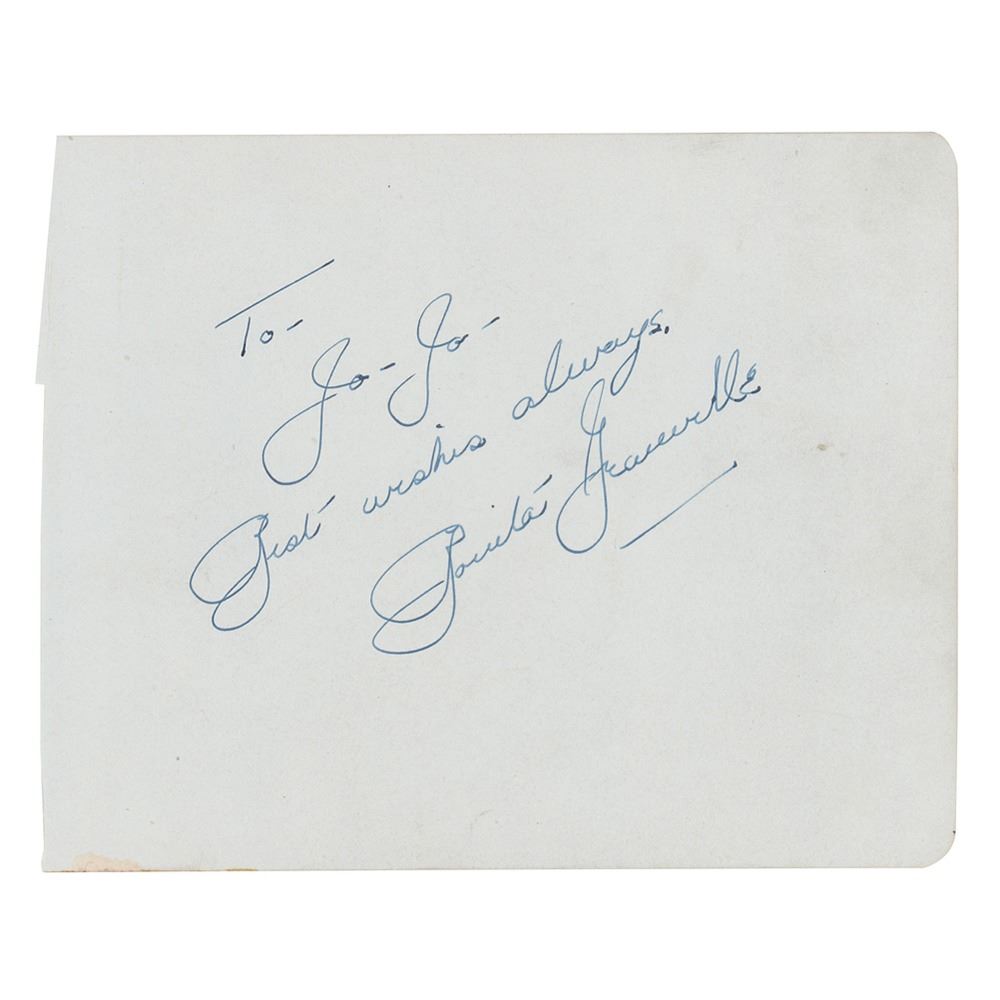 To-
Jo-Jo-
Best wishes always,
Bonita Granville